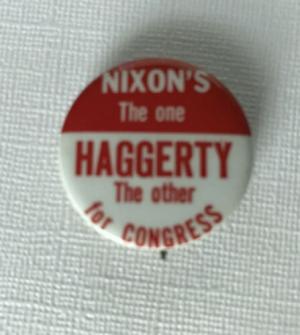 NIXON'S
The one
HAGGERTY
The other
for CONGRESS